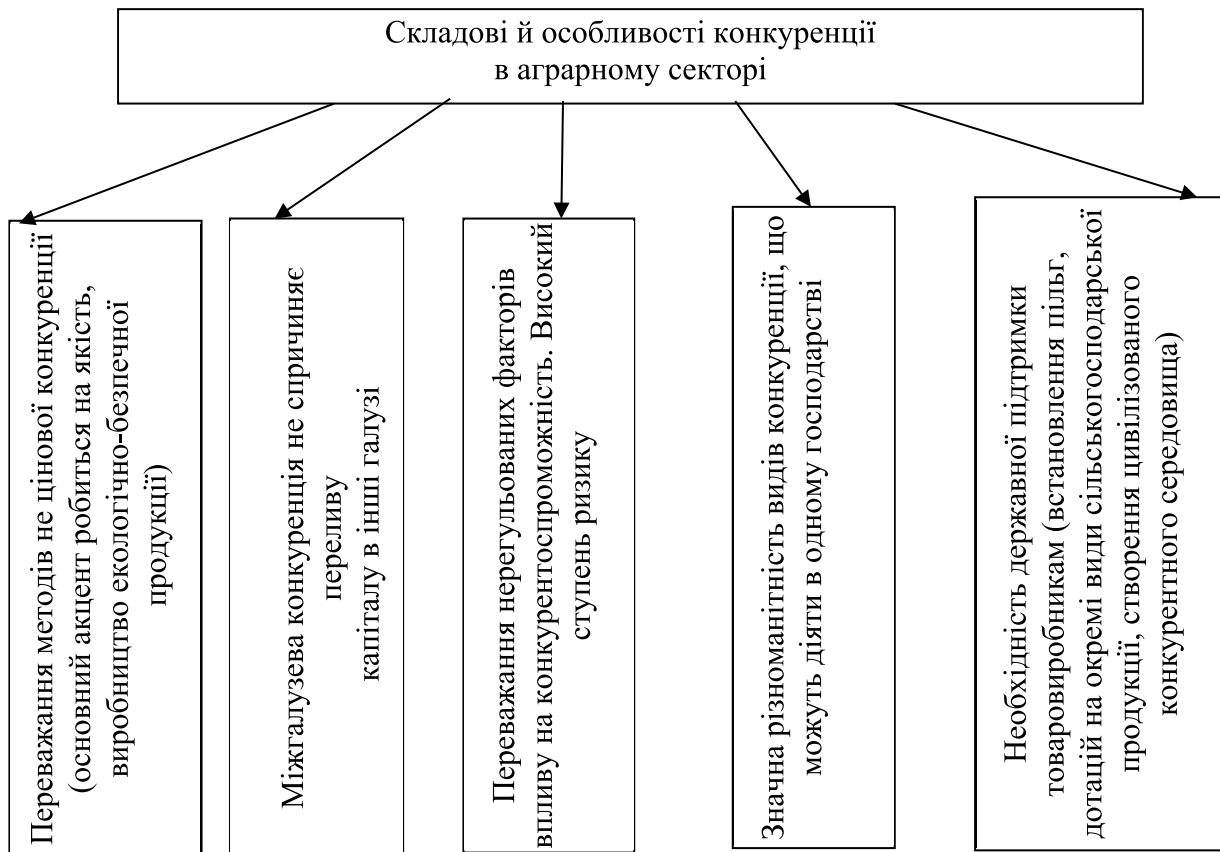 Складові й особливості конкуренції
в аграрному секторі
Переважання методів не цінової конкуренції
(основний акцент робиться на якість,
виробництво екологічно-безпечної
продукції)
Міжгалузева конкуренція не спричиняє
переливу
капіталу в інші галузі
Переважання нерегульованих факторів
впливу на конкурентоспроможність. Високий
ступень ризику
Значна різноманітність видів конкуренції, що
можуть діяти в одному господарстві
Необхідність державної підтримки
товаровиробникам (встановлення пільг,
дотацій на окремі види сільськогосподарської
продукції, створення цивілізованого
конкурентного середовища)